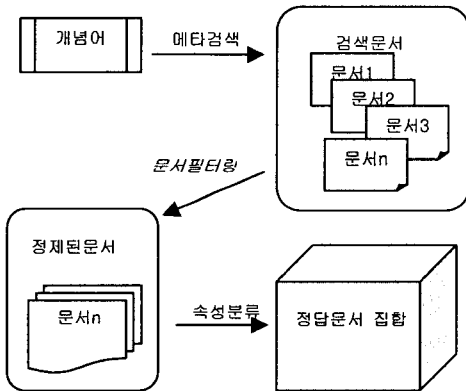 개념어
메타검색
검색문서
문서1
문서2
문서3
문서n
문서필터링
정제된문서
문서n
속성분류
정답문서 집합